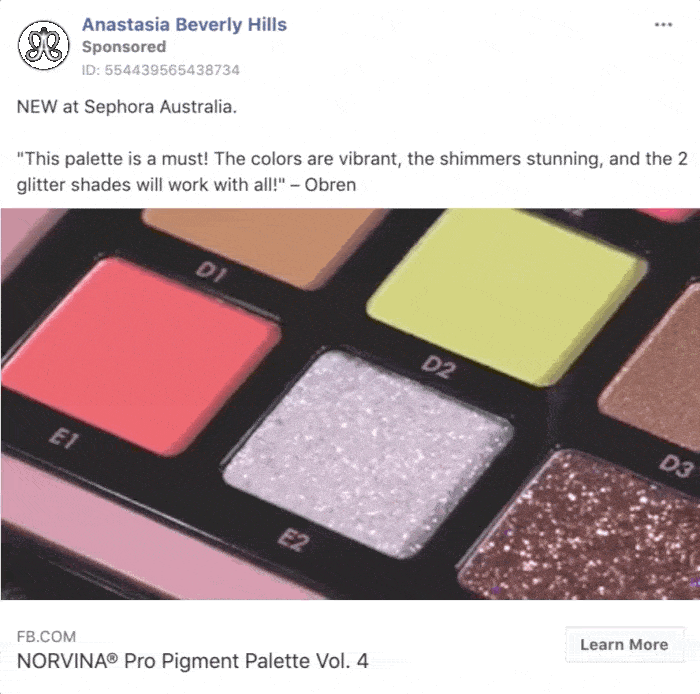 Anastasia Beverly Hills
Sponsored
ID: 554439565438734
NEW at Sephora Australia.
"This palette is a must! The colors are vibrant, the shimmers stunning, and the 2
glitter shades will work with all!" – Obren
D1
D2
E1
D3
E2
FB.COM
NORVINA® Pro Pigment Palette Vol. 4
Learn More